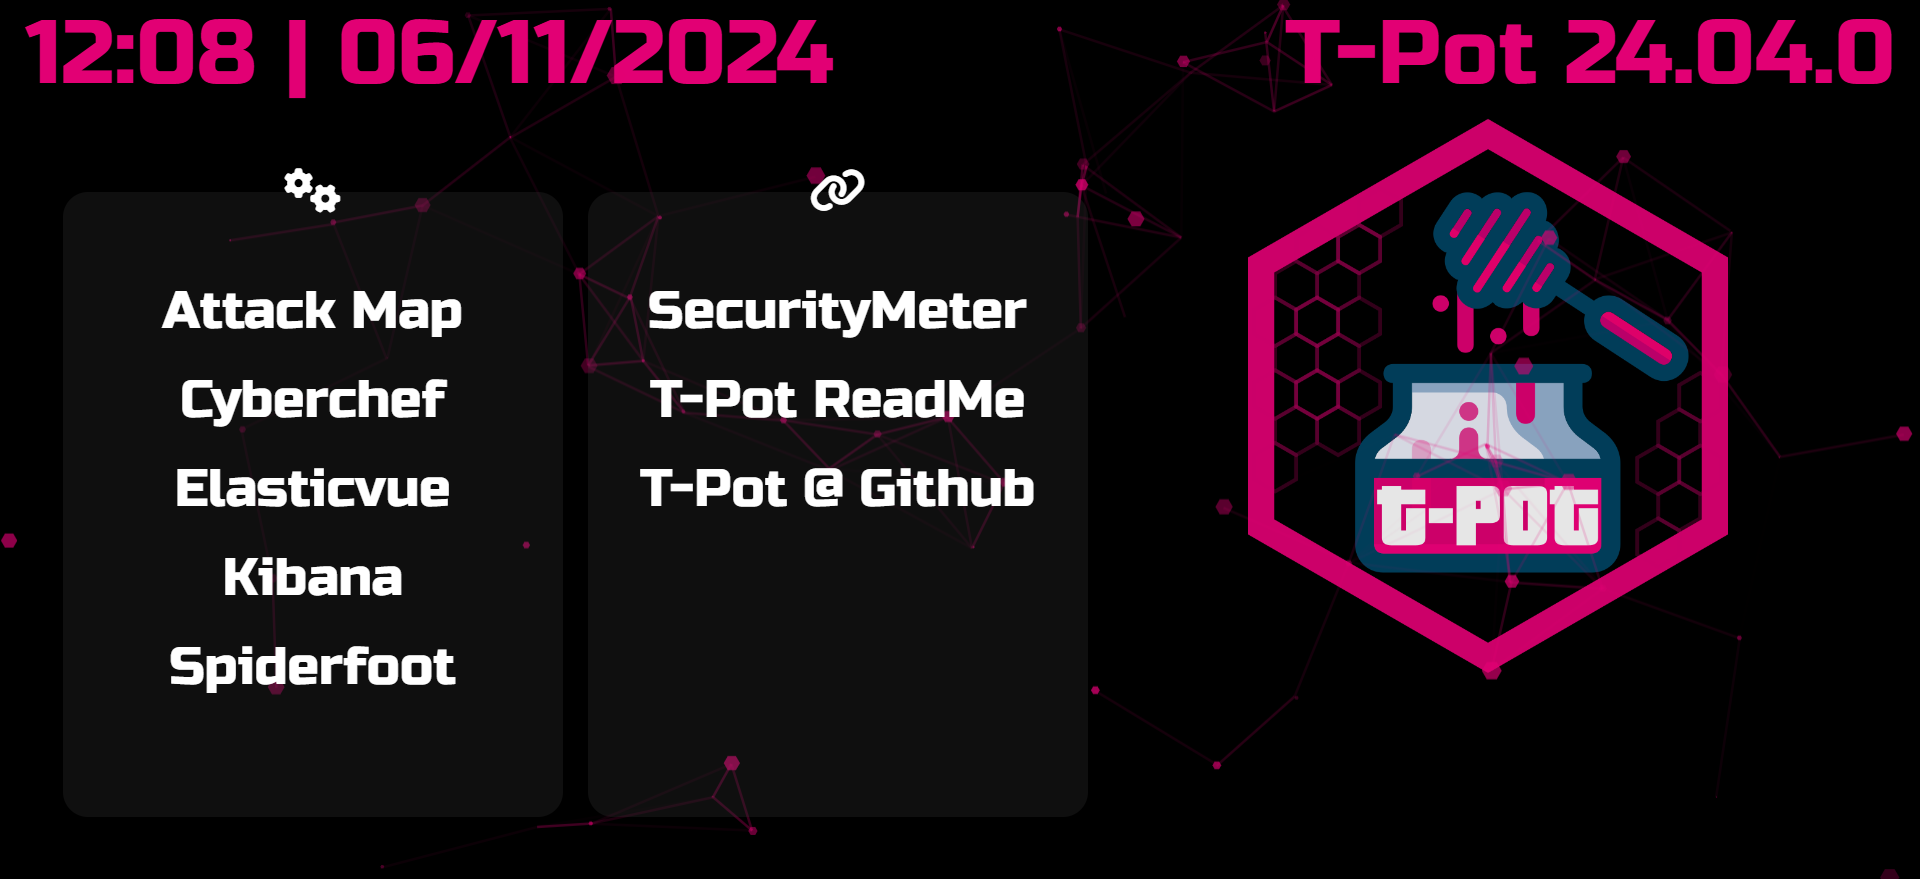 12:08 | 06/11/2024
T-Pot 24.04.0
Attack Map
Cyberchef
Elasticvue
Kibana
Spiderfoot
SecurityMeter
T-Pot ReadMe
T-Pot @ Github
t-pot